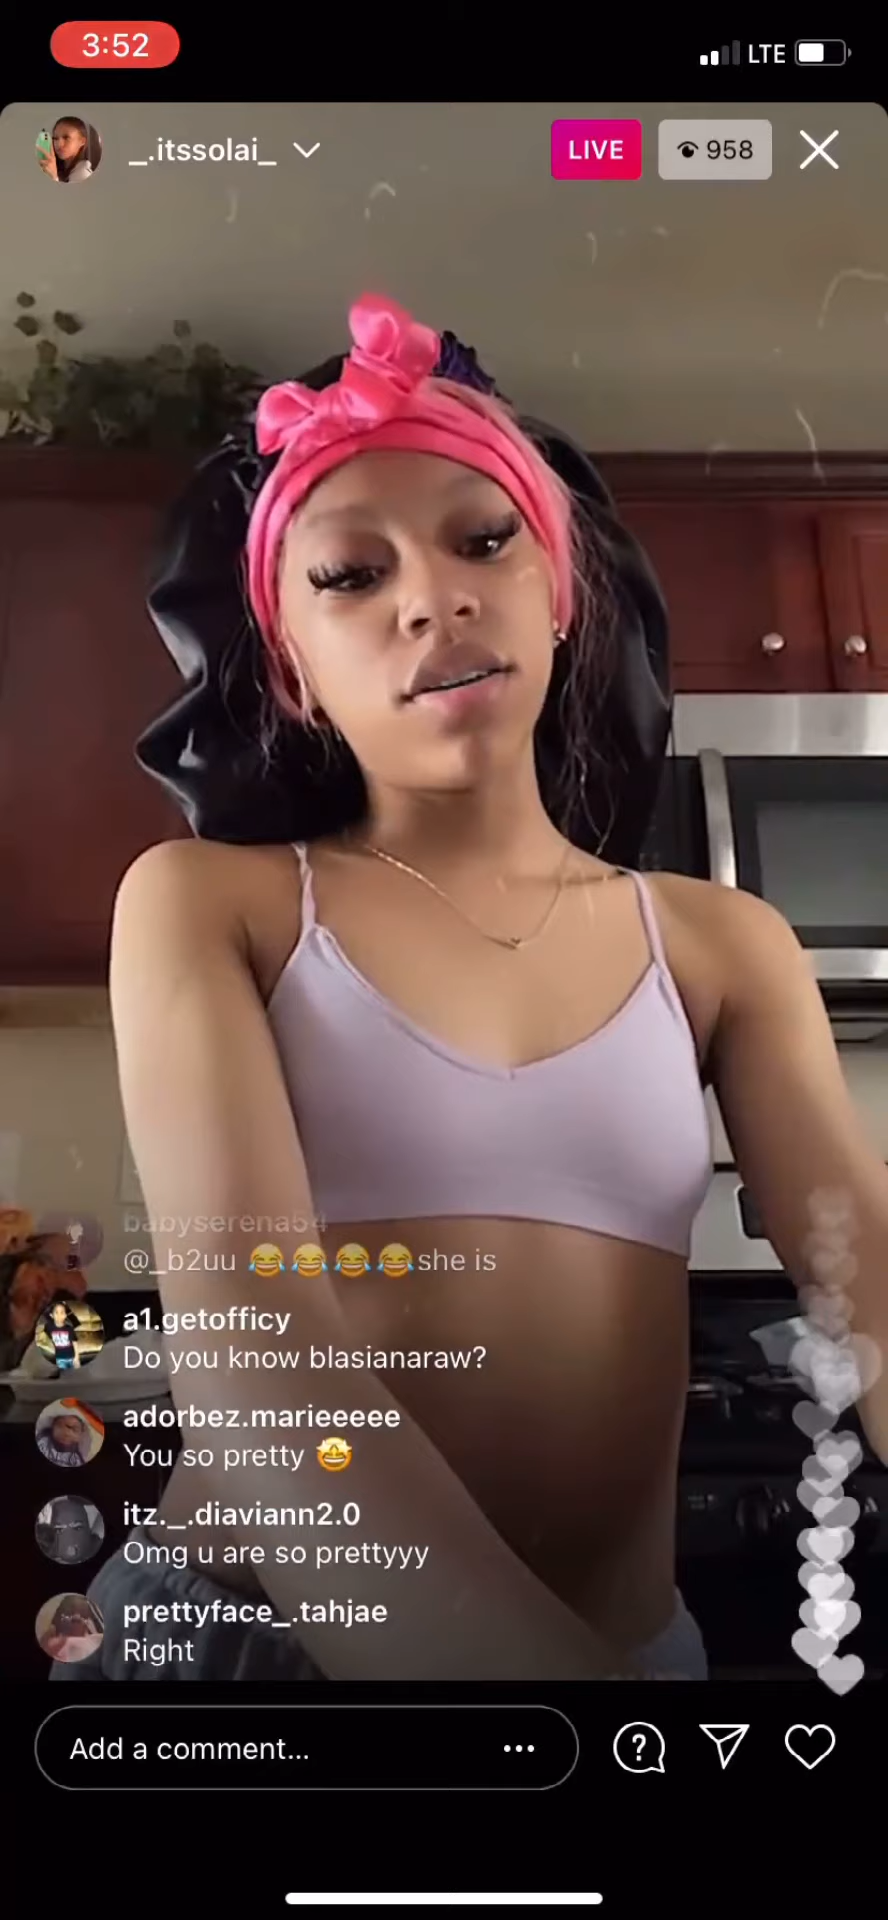 3:52
LTE
_.itssolai_
LIVE
958
babyserena54
@_b2uu 😂😂😂😂she is
a1.getofficy
Do you know blasianaraw?
adorbez.marieeeee
You so pretty 🤩
itz._.diaviann2.0
Omg u are so prettyyy
prettyface_.tahjae
Right
Add a comment...